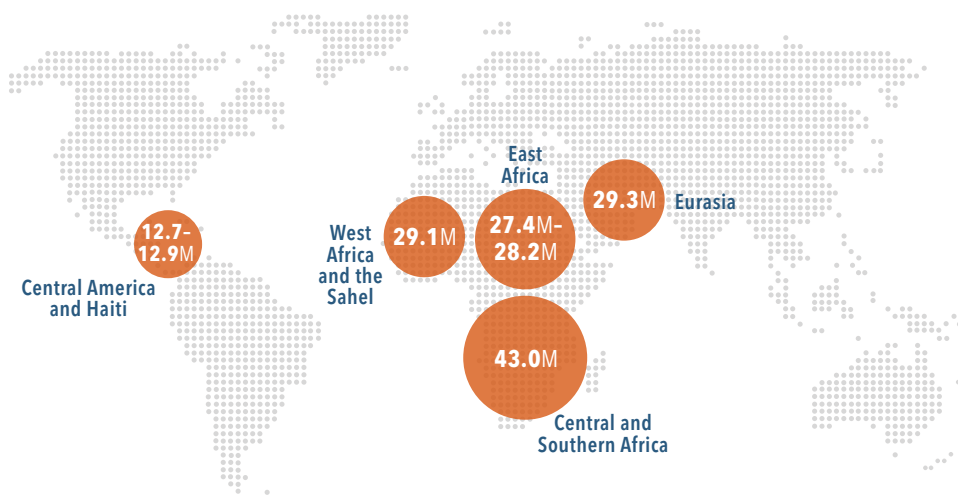 12.7–
12.9M
Central America
and Haiti
West
Africa
and the
Sahel
29.1M
East
Africa
27.4M–
28.2M
29.3M
Eurasia
43.0M
Central and
Southern Africa